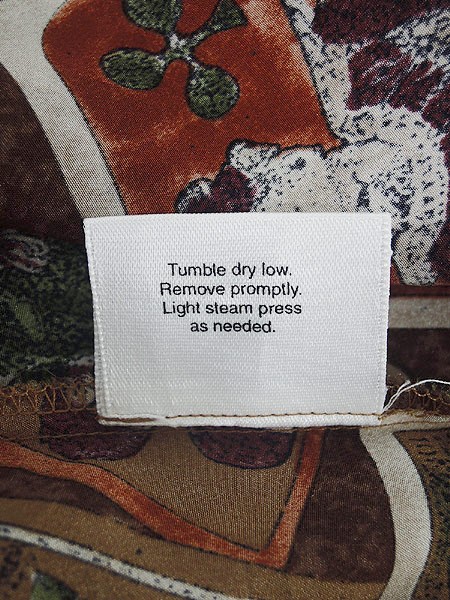 Tumble dry low.
Remove promptly.
Light steam press
as needed.